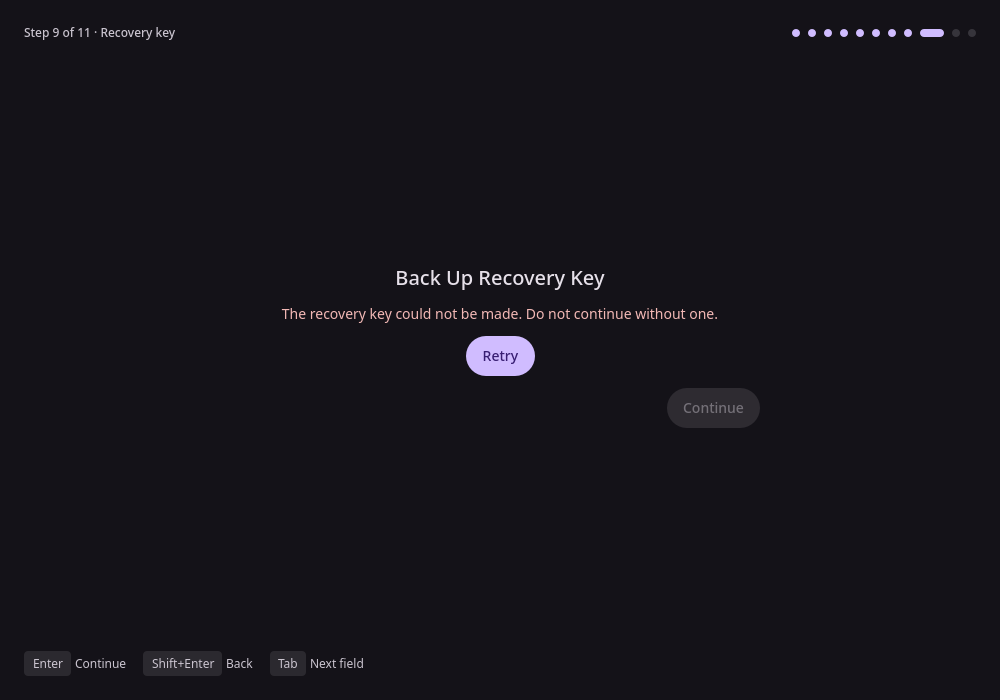 Step 9 of 11 · Recovery key
Back Up Recovery Key
The recovery key could not be made. Do not continue without one.
Retry
Continue
Enter Continue Shift+Enter Back Tab Next field